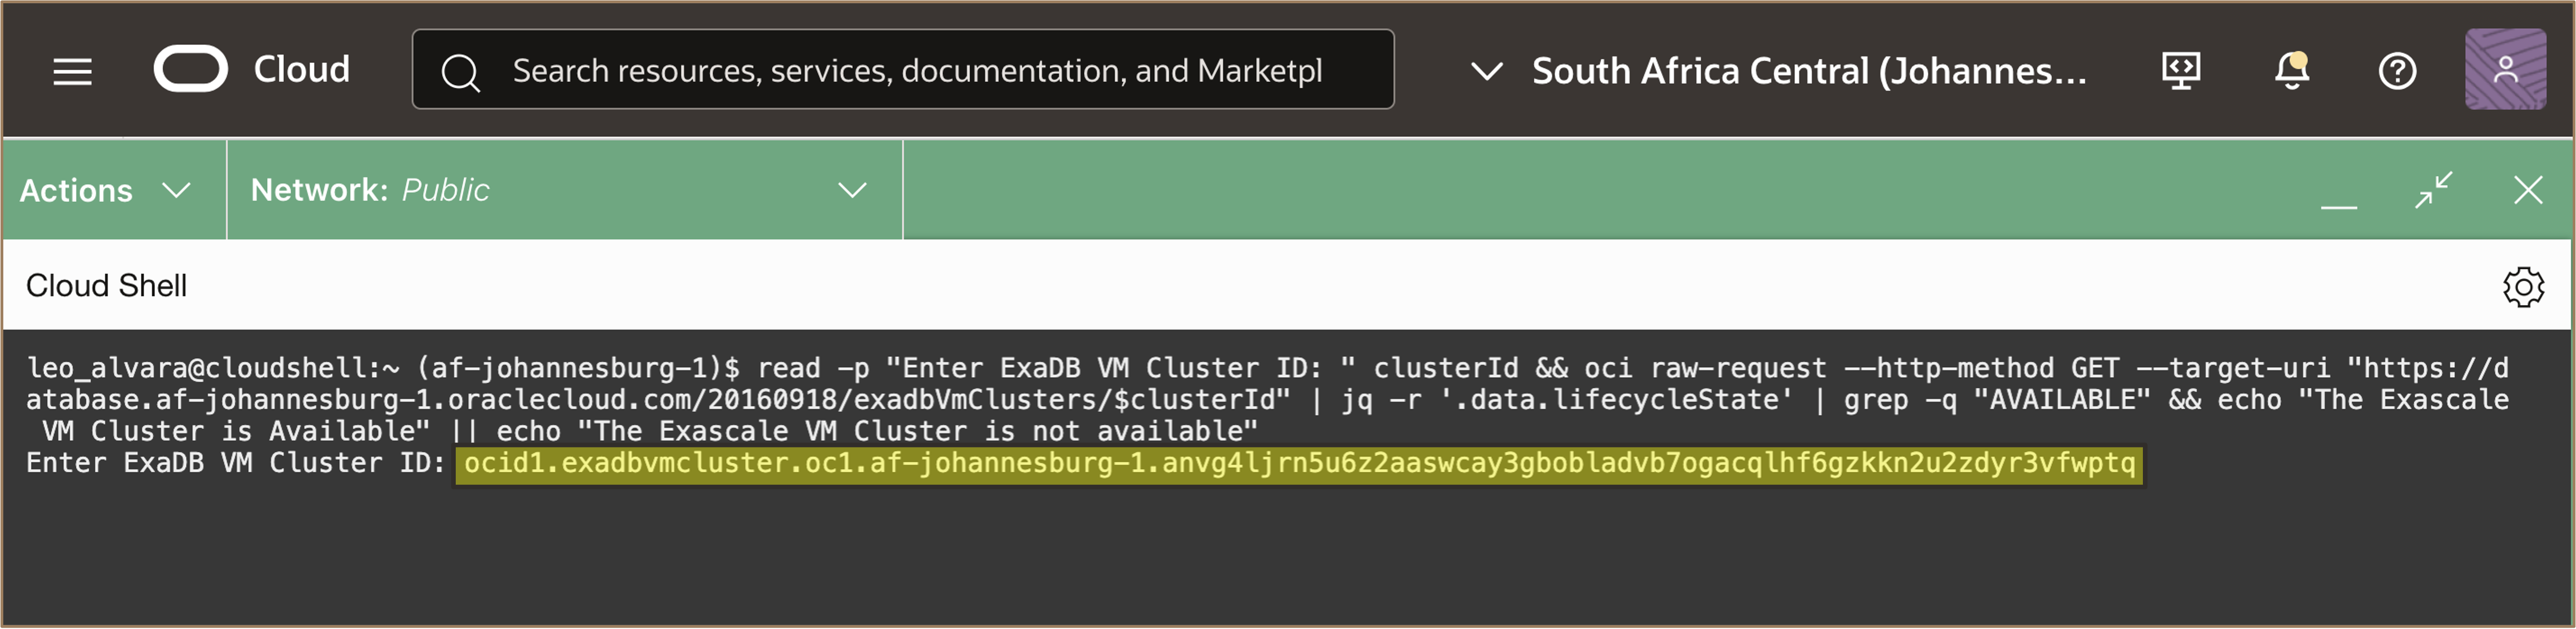 Cloud
Search resources, services, documentation, and Marketpl
South Africa Central (Johannes...
Actions
Network: Public
Cloud Shell
leo_alvara@cloudshell:~ (af-johannesburg-1)$ read -p "Enter ExaDB VM Cluster ID: " clusterId && oci raw-request --http-method GET --target-uri "https://d
atabase.af-johannesburg-1.oraclecloud.com/20160918/exadbVmClusters/$clusterId" | jq -r '.data.lifecycleState' | grep -q "AVAILABLE" && echo "The Exascale
VM Cluster is Available" || echo "The Exascale VM Cluster is not available"
Enter ExaDB VM Cluster ID: ocid1.exadbvmcluster.oc1.af-johannesburg-1.anvg4ljrn5u6z2aaswcay3gbobladvb7ogacqlhf6gzkkn2u2zdyr3vfwptq